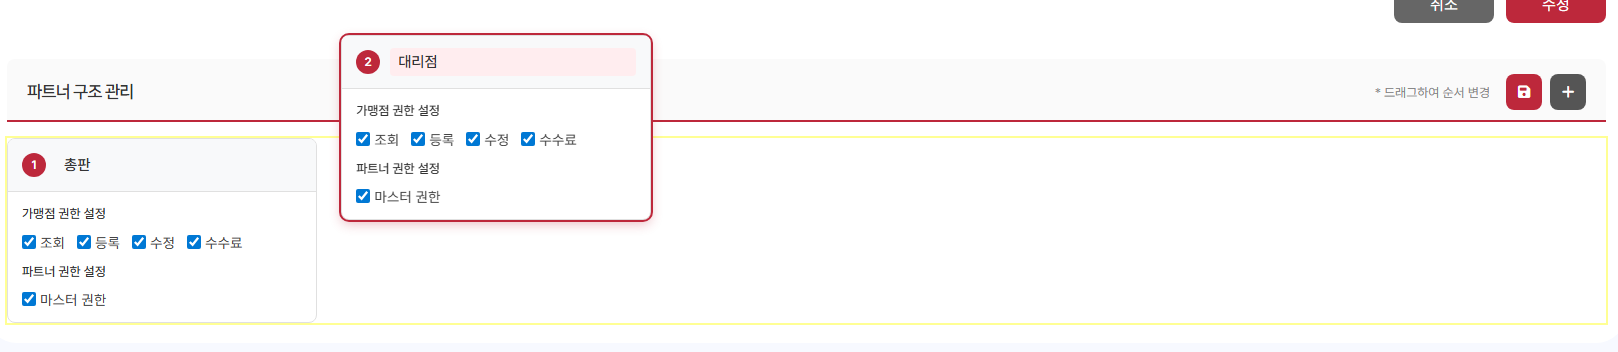 취소 수정
파트너 구조 관리
* 드래그하여 순서 변경
1 총판
가맹점 권한 설정
조회 등록 수정 수수료
파트너 권한 설정
마스터 권한
2 대리점
가맹점 권한 설정
조회 등록 수정 수수료
파트너 권한 설정
마스터 권한